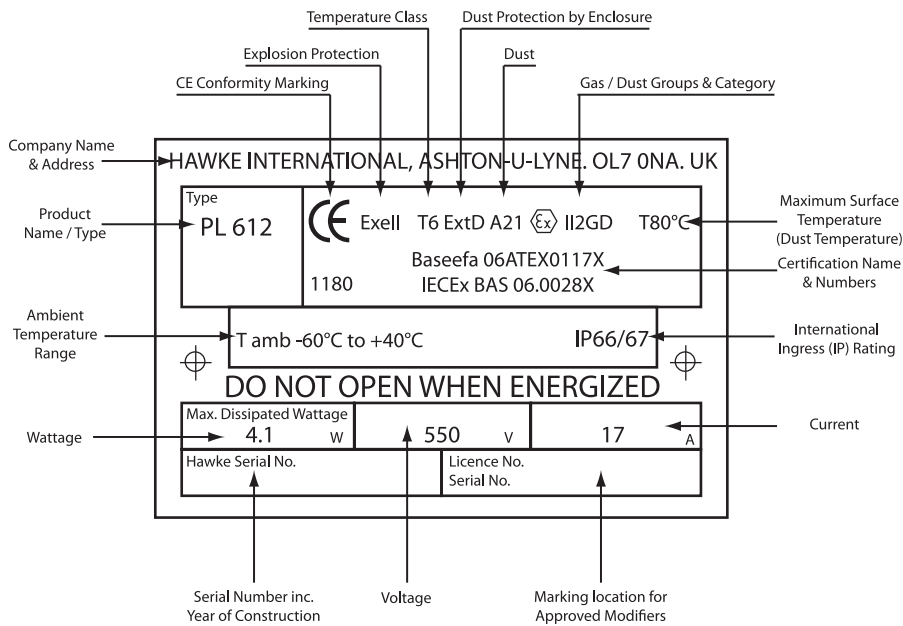 Temperature Class
Dust Protection by Enclosure
Explosion Protection
Dust
CE Conformity Marking
Gas / Dust Groups & Category
Company Name
& Address
HAWKE INTERNATIONAL, ASHTON-U-LYNE. OL7 0NA. UK
Product
Name / Type
Type
PL 612
CE ExeII T6 ExtD A21 Ex II2GD T80°C
Baseefa 06ATEX0117X
1180 IECEx BAS 06.0028X
Maximum Surface
Temperature
(Dust Temperature)
Certification Name
& Numbers
Ambient
Temperature
Range
T amb -60°C to +40°C IP66/67
International
Ingress (IP) Rating
DO NOT OPEN WHEN ENERGIZED
Wattage
Max. Dissipated Wattage
4.1 W 550 V 17 A
Current
Hawke Serial No.
Licence No.
Serial No.
Serial Number inc.
Year of Construction
Voltage
Marking location for
Approved Modifiers